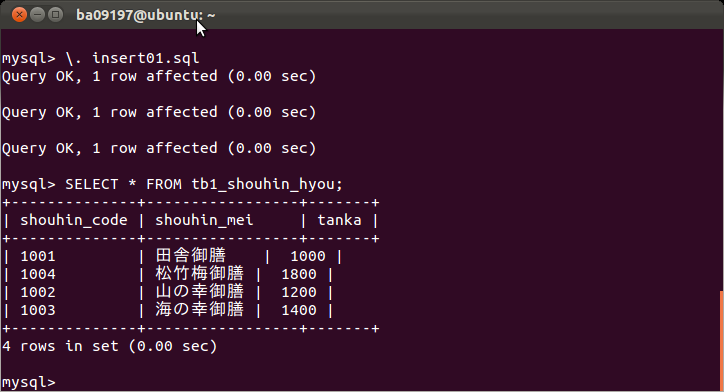 ba09197@ubuntu: ~
mysql> \. insert01.sql
Query OK, 1 row affected (0.00 sec)
Query OK, 1 row affected (0.00 sec)
Query OK, 1 row affected (0.00 sec)
mysql> SELECT * FROM tb1_shouhin_hyou;
+--------------+-----------------+-------+
| shouhin_code | shouhin_mei     | tanka |
+--------------+-----------------+-------+
| 1001         | 田舎御膳    |  1000 |
| 1004         | 松竹梅御膳 |  1800 |
| 1002         | 山の幸御膳 |  1200 |
| 1003         | 海の幸御膳 |  1400 |
+--------------+-----------------+-------+
4 rows in set (0.00 sec)
mysql>